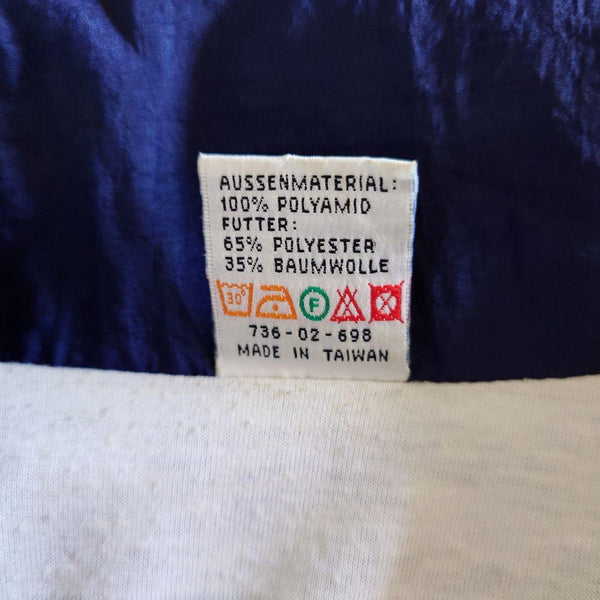 AUSSENMATERIAL:
100% POLYAMID
FUTTER:
65% POLYESTER
35% BAUMWOLLE
30° F
736-02-698
MADE IN TAIWAN